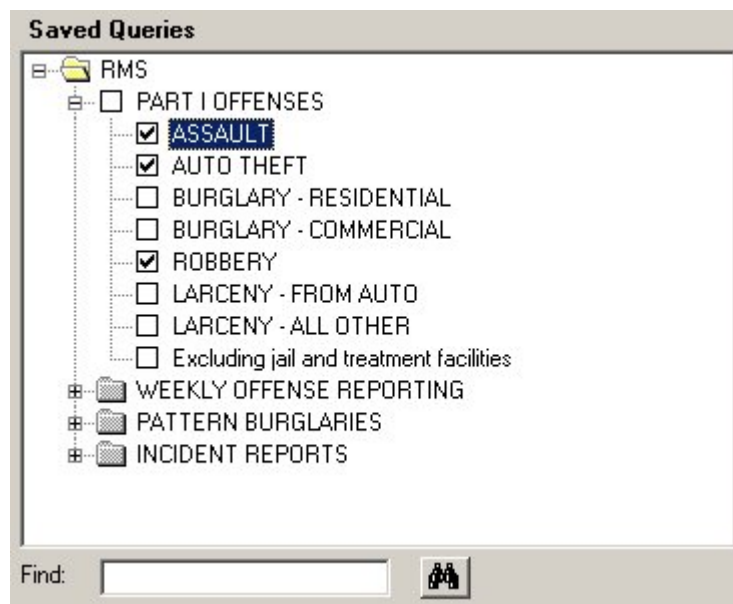 Saved Queries
RMS
PART I OFFENSES
ASSAULT
AUTO THEFT
BURGLARY - RESIDENTIAL
BURGLARY - COMMERCIAL
ROBBERY
LARCENY - FROM AUTO
LARCENY - ALL OTHER
Excluding jail and treatment facilities
WEEKLY OFFENSE REPORTING
PATTERN BURGLARIES
INCIDENT REPORTS
Find: